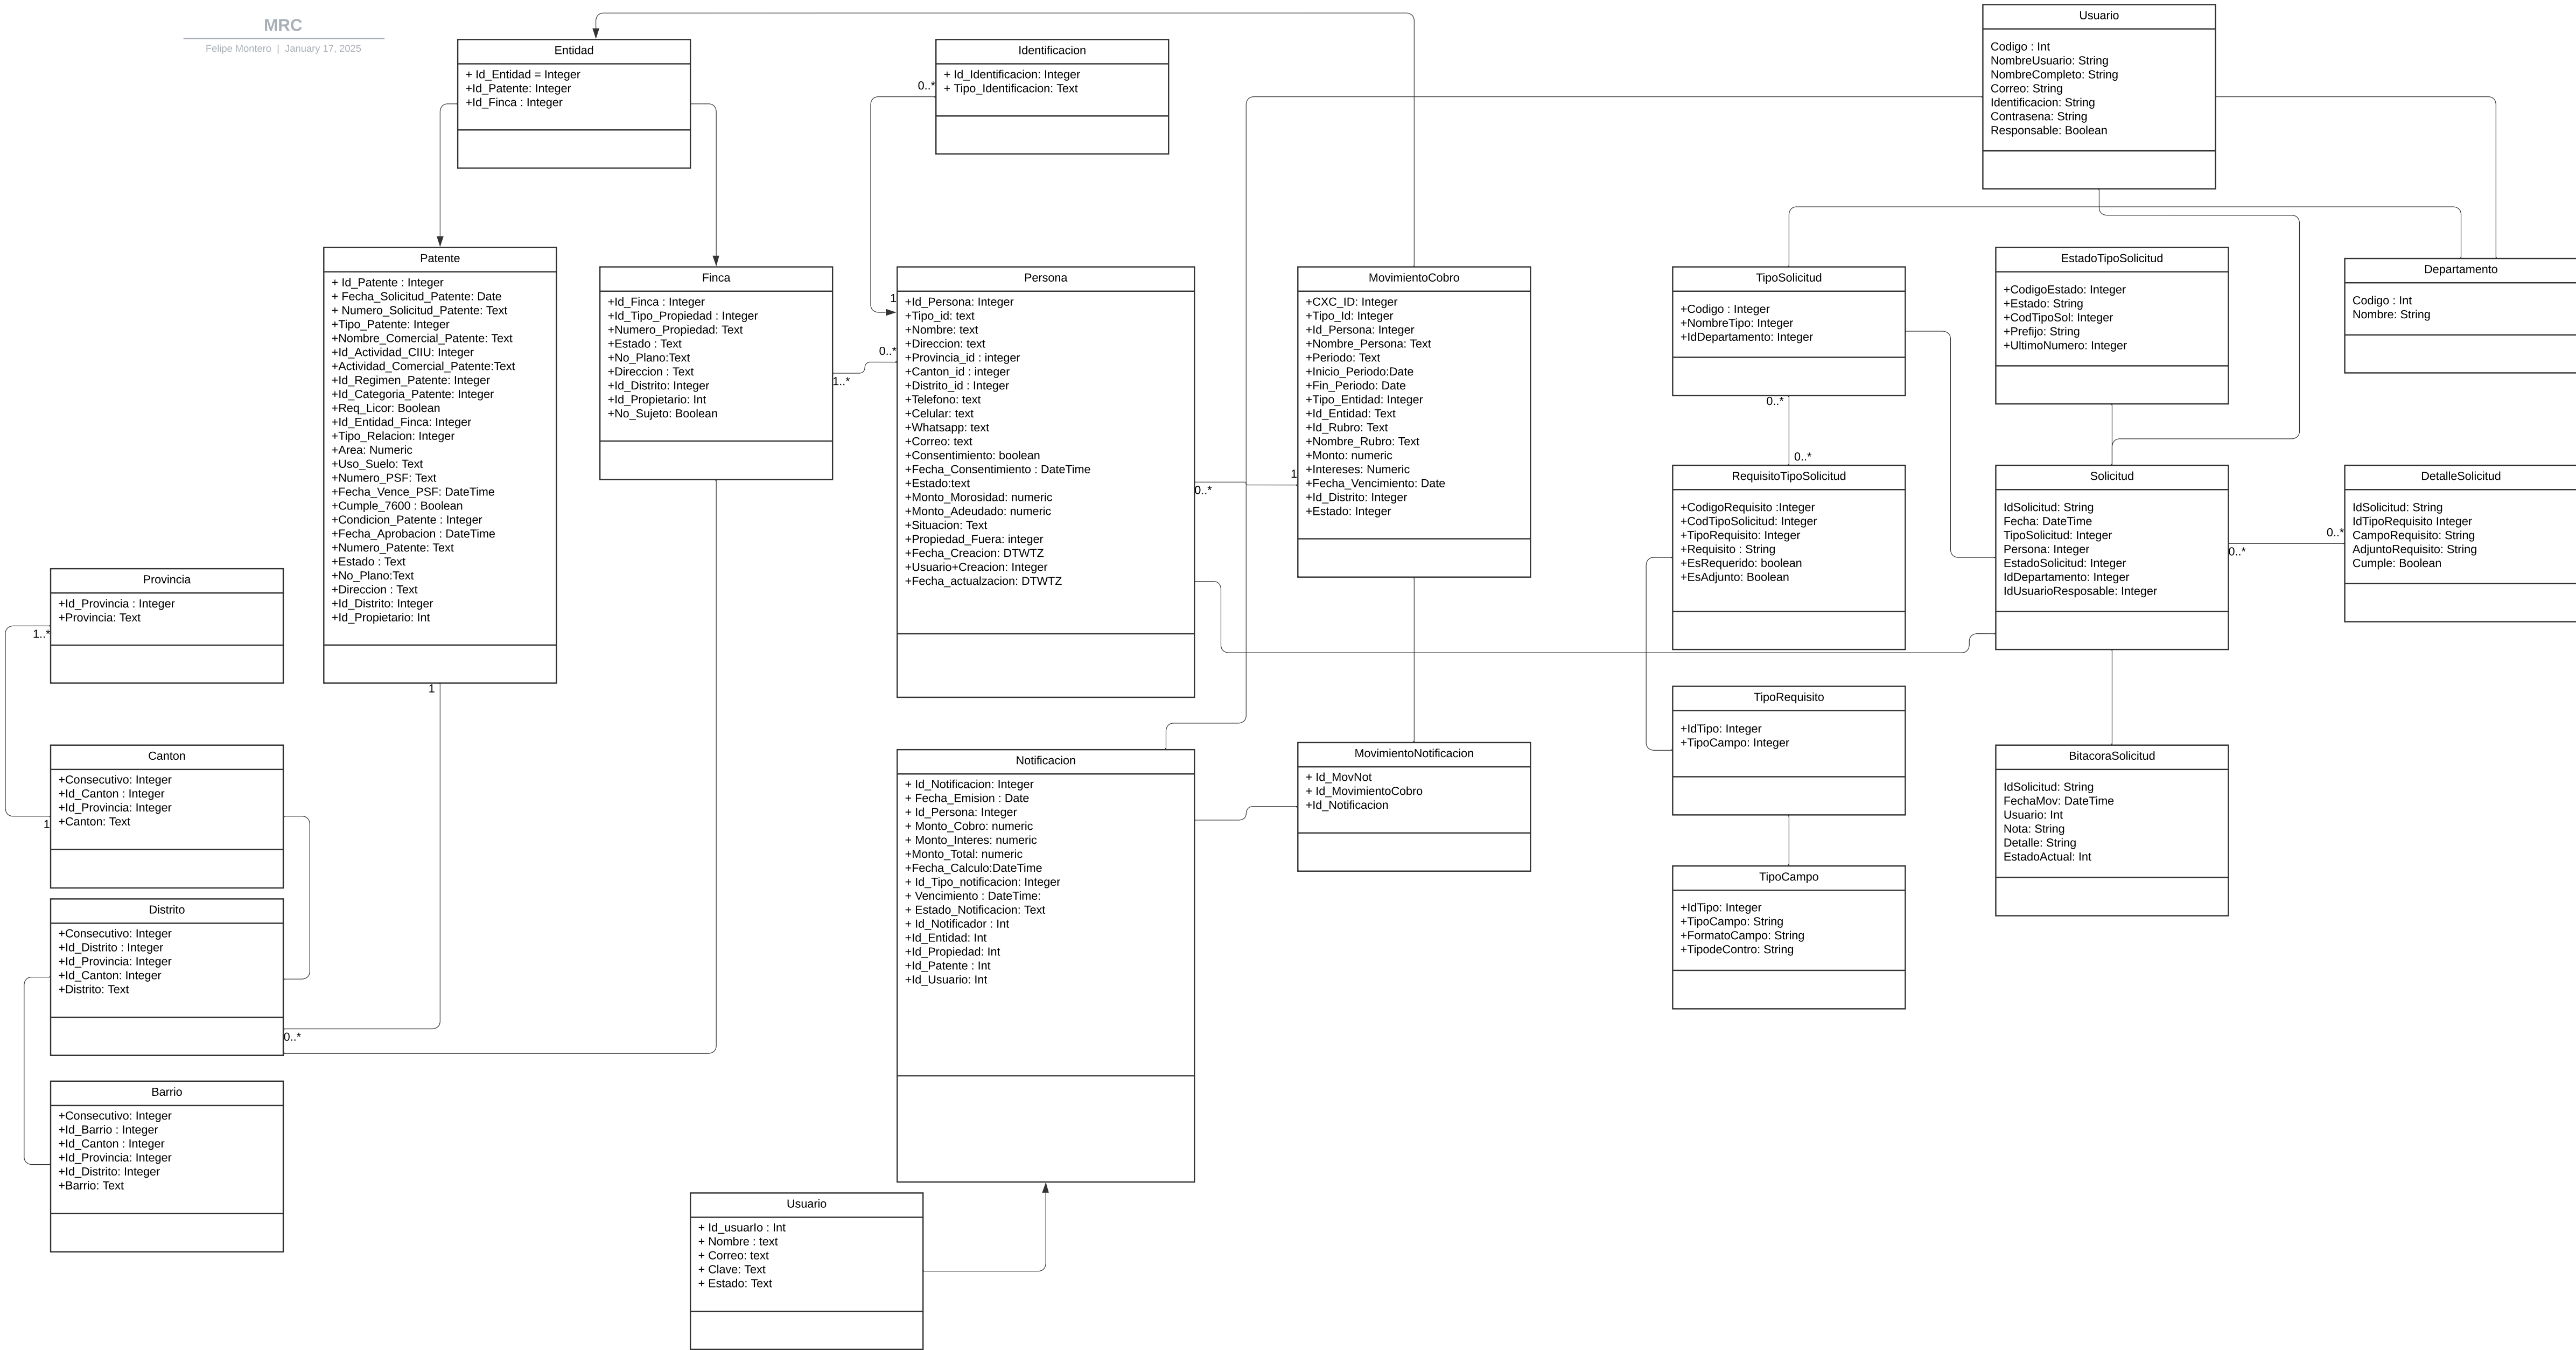 MRC
Felipe Montero | January 17, 2025
Entidad
+ Id_Entidad = Integer
+Id_Patente: Integer
+Id_Finca : Integer
Identificacion
+ Id_Identificacion: Integer
+ Tipo_Identificacion: Text
0..*
1
Usuario
Codigo : Int
NombreUsuario: String
NombreCompleto: String
Correo: String
Identificacion: String
Contrasena: String
Responsable: Boolean
Patente
+ Id_Patente : Integer
+ Fecha_Solicitud_Patente: Date
+ Numero_Solicitud_Patente: Text
+Tipo_Patente: Integer
+Nombre_Comercial_Patente: Text
+Id_Actividad_CIIU: Integer
+Actividad_Comercial_Patente:Text
+Id_Regimen_Patente: Integer
+Id_Categoria_Patente: Integer
+Req_Licor: Boolean
+Id_Entidad_Finca: Integer
+Tipo_Relacion: Integer
+Area: Numeric
+Uso_Suelo: Text
+Numero_PSF: Text
+Fecha_Vence_PSF: DateTime
+Cumple_7600 : Boolean
+Condicion_Patente : Integer
+Fecha_Aprobacion : DateTime
+Numero_Patente: Text
+Estado : Text
+No_Plano:Text
+Direccion : Text
+Id_Distrito: Integer
+Id_Propietario: Int
1
Finca
+Id_Finca : Integer
+Id_Tipo_Propiedad : Integer
+Numero_Propiedad: Text
+Estado : Text
+No_Plano:Text
+Direccion : Text
+Id_Distrito: Integer
+Id_Propietario: Int
+No_Sujeto: Boolean
1..*
0..*
Persona
+Id_Persona: Integer
+Tipo_id: text
+Nombre: text
+Direccion: text
+Provincia_id : integer
+Canton_id : integer
+Distrito_id : Integer
+Telefono: text
+Celular: text
+Whatsapp: text
+Correo: text
+Consentimiento: boolean
+Fecha_Consentimiento : DateTime
+Estado:text
+Monto_Morosidad: numeric
+Monto_Adeudado: numeric
+Situacion: Text
+Propiedad_Fuera: integer
+Fecha_Creacion: DTWTZ
+Usuario+Creacion: Integer
+Fecha_actualzacion: DTWTZ
0..*
1
MovimientoCobro
+CXC_ID: Integer
+Tipo_Id: Integer
+Id_Persona: Integer
+Nombre_Persona: Text
+Periodo: Text
+Inicio_Periodo:Date
+Fin_Periodo: Date
+Tipo_Entidad: Integer
+Id_Entidad: Text
+Id_Rubro: Text
+Nombre_Rubro: Text
+Monto: numeric
+Intereses: Numeric
+Fecha_Vencimiento: Date
+Id_Distrito: Integer
+Estado: Integer
TipoSolicitud
+Codigo : Integer
+NombreTipo: Integer
+IdDepartamento: Integer
0..*
0..*
EstadoTipoSolicitud
+CodigoEstado: Integer
+Estado: String
+CodTipoSol: Integer
+Prefijo: String
+UltimoNumero: Integer
Departamento
Codigo : Int
Nombre: String
RequisitoTipoSolicitud
+CodigoRequisito :Integer
+CodTipoSolicitud: Integer
+TipoRequisito: Integer
+Requisito : String
+EsRequerido: boolean
+EsAdjunto: Boolean
Solicitud
IdSolicitud: String
Fecha: DateTime
TipoSolicitud: Integer
Persona: Integer
EstadoSolicitud: Integer
IdDepartamento: Integer
IdUsuarioResposable: Integer
0..*
0..*
DetalleSolicitud
IdSolicitud: String
IdTipoRequisito Integer
CampoRequisito: String
AdjuntoRequisito: String
Cumple: Boolean
Provincia
+Id_Provincia : Integer
+Provincia: Text
1..*
1
Canton
+Consecutivo: Integer
+Id_Canton : Integer
+Id_Provincia: Integer
+Canton: Text
Distrito
+Consecutivo: Integer
+Id_Distrito : Integer
+Id_Provincia: Integer
+Id_Canton: Integer
+Distrito: Text
0..*
Barrio
+Consecutivo: Integer
+Id_Barrio : Integer
+Id_Canton : Integer
+Id_Provincia: Integer
+Id_Distrito: Integer
+Barrio: Text
Notificacion
+ Id_Notificacion: Integer
+ Fecha_Emision : Date
+ Id_Persona: Integer
+ Monto_Cobro: numeric
+ Monto_Interes: numeric
+Monto_Total: numeric
+Fecha_Calculo:DateTime
+ Id_Tipo_notificacion: Integer
+ Vencimiento : DateTime:
+ Estado_Notificacion: Text
+ Id_Notificador : Int
+Id_Entidad: Int
+Id_Propiedad: Int
+Id_Patente : Int
+Id_Usuario: Int
MovimientoNotificacion
+ Id_MovNot
+ Id_MovimientoCobro
+Id_Notificacion
TipoRequisito
+IdTipo: Integer
+TipoCampo: Integer
TipoCampo
+IdTipo: Integer
+TipoCampo: String
+FormatoCampo: String
+TipodeContro: String
BitacoraSolicitud
IdSolicitud: String
FechaMov: DateTime
Usuario: Int
Nota: String
Detalle: String
EstadoActual: Int
Usuario
+ Id_usuarIo : Int
+ Nombre : text
+ Correo: text
+ Clave: Text
+ Estado: Text